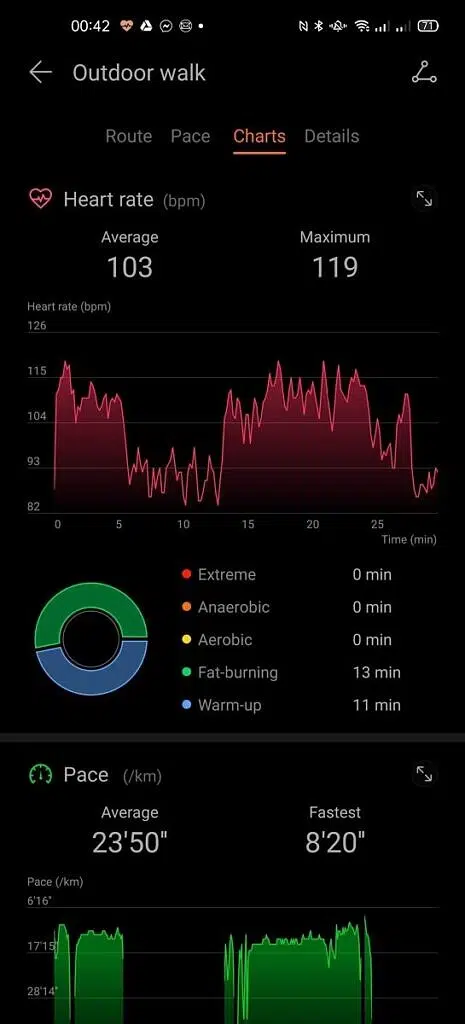 00:42 71
Outdoor walk
Route Pace Charts Details
Heart rate (bpm)
Average Maximum
103 119
Heart rate (bpm)
126
115
104
93
82
0 5 10 15 20 25
Time (min)
Extreme 0 min
Anaerobic 0 min
Aerobic 0 min
Fat-burning 13 min
Warm-up 11 min
Pace (/km)
Average Fastest
23'50" 8'20"
Pace (/km)
6'16"
17'15"
28'14"